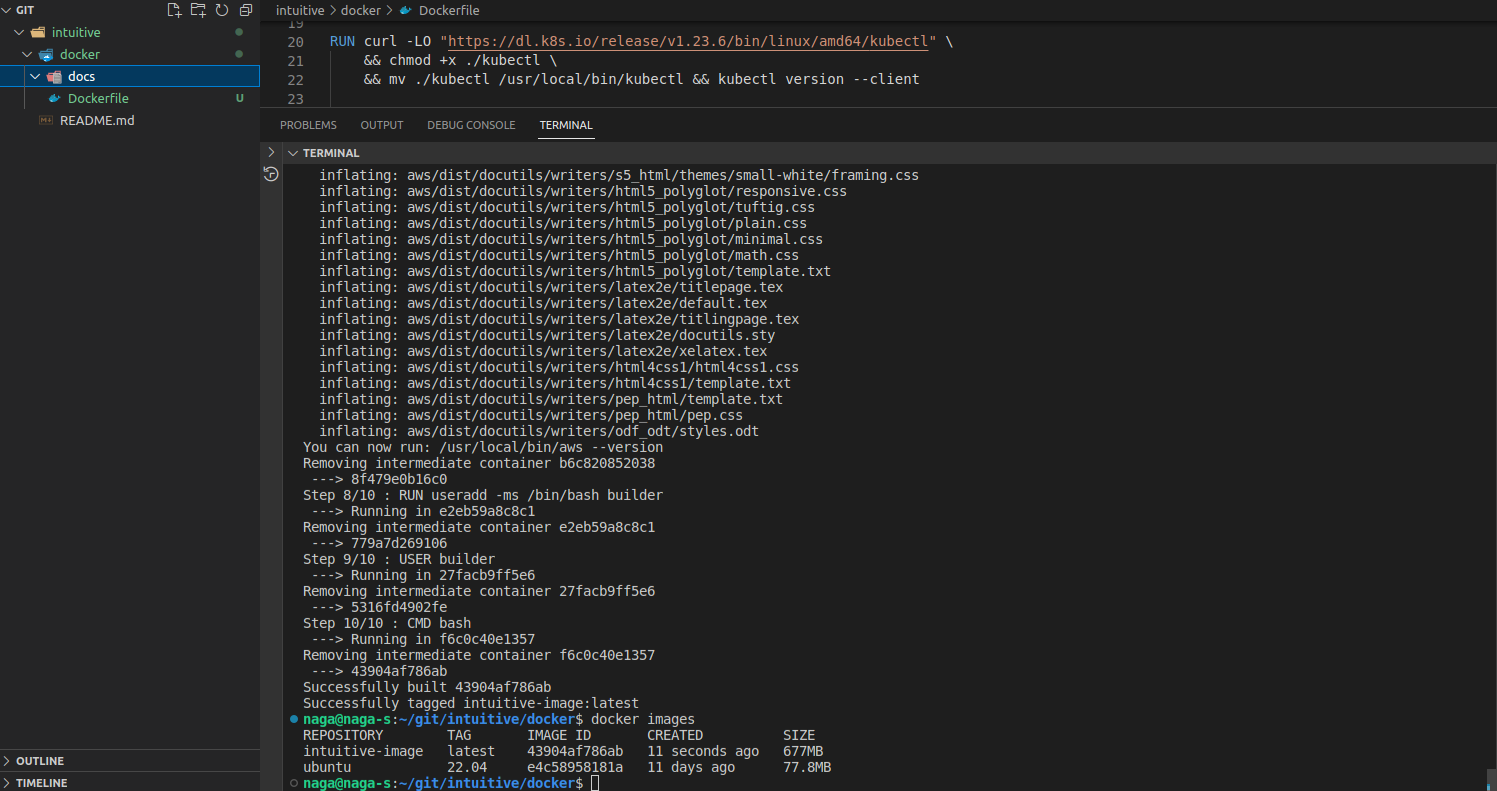 GIT
intuitive
docker
docs
Dockerfile U
README.md
OUTLINE
TIMELINE
intuitive > docker > Dockerfile
19
20 RUN curl -LO "https://dl.k8s.io/release/v1.23.6/bin/linux/amd64/kubectl" \
21 && chmod +x ./kubectl \
22 && mv ./kubectl /usr/local/bin/kubectl && kubectl version --client
23
PROBLEMS OUTPUT DEBUG CONSOLE TERMINAL
TERMINAL
inflating: aws/dist/docutils/writers/s5_html/themes/small-white/framing.css
inflating: aws/dist/docutils/writers/html5_polyglot/responsive.css
inflating: aws/dist/docutils/writers/html5_polyglot/tuftig.css
inflating: aws/dist/docutils/writers/html5_polyglot/plain.css
inflating: aws/dist/docutils/writers/html5_polyglot/minimal.css
inflating: aws/dist/docutils/writers/html5_polyglot/math.css
inflating: aws/dist/docutils/writers/html5_polyglot/template.txt
inflating: aws/dist/docutils/writers/latex2e/titlepage.tex
inflating: aws/dist/docutils/writers/latex2e/default.tex
inflating: aws/dist/docutils/writers/latex2e/titlingpage.tex
inflating: aws/dist/docutils/writers/latex2e/docutils.sty
inflating: aws/dist/docutils/writers/latex2e/xelatex.tex
inflating: aws/dist/docutils/writers/html4css1/html4css1.css
inflating: aws/dist/docutils/writers/html4css1/template.txt
inflating: aws/dist/docutils/writers/pep_html/template.txt
inflating: aws/dist/docutils/writers/pep_html/pep.css
inflating: aws/dist/docutils/writers/odf_odt/styles.odt
You can now run: /usr/local/bin/aws --version
Removing intermediate container b6c820852038
---> 8f479e0b16c0
Step 8/10 : RUN useradd -ms /bin/bash builder
---> Running in e2eb59a8c8c1
Removing intermediate container e2eb59a8c8c1
---> 779a7d269106
Step 9/10 : USER builder
---> Running in 27facb9ff5e6
Removing intermediate container 27facb9ff5e6
---> 5316fd4902fe
Step 10/10 : CMD bash
---> Running in f6c0c40e1357
Removing intermediate container f6c0c40e1357
---> 43904af786ab
Successfully built 43904af786ab
Successfully tagged intuitive-image:latest
naga@naga-s:~/git/intuitive/docker$ docker images
REPOSITORY TAG IMAGE ID CREATED SIZE
intuitive-image latest 43904af786ab 11 seconds ago 677MB
ubuntu 22.04 e4c58958181a 11 days ago 77.8MB
naga@naga-s:~/git/intuitive/docker$